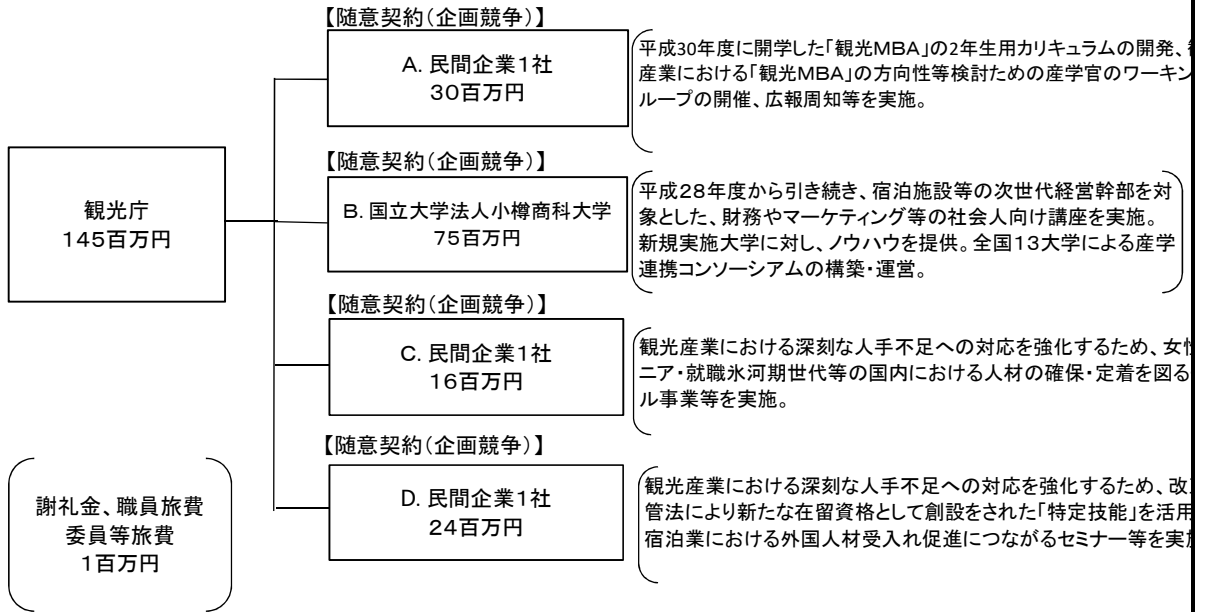 【随意契約（企画競争）】
A. 民間企業1社
30百万円
平成30年度に開学した「観光MBA」の2年生用カリキュラムの開発、
産業における「観光MBA」の方向性等検討ための産学官のワーキン
ループの開催、広報周知等を実施。
観光庁
145百万円
【随意契約（企画競争）】
B. 国立大学法人小樽商科大学
75百万円
平成28年度から引き続き、宿泊施設等の次世代経営幹部を対
象とした、財務やマーケティング等の社会人向け講座を実施。
新規実施大学に対し、ノウハウを提供。全国13大学による産学
連携コンソーシアムの構築・運営。
【随意契約（企画競争）】
C. 民間企業1社
16百万円
観光産業における深刻な人手不足への対応を強化するため、女性
ニア・就職氷河期世代等の国内における人材の確保・定着を図る
ル事業等を実施。
【随意契約（企画競争）】
D. 民間企業1社
24百万円
観光産業における深刻な人手不足への対応を強化するため、改
管法により新たな在留資格として創設をされた「特定技能」を活用
宿泊業における外国人材受入れ促進につながるセミナー等を実
謝礼金、職員旅費
委員等旅費
1百万円